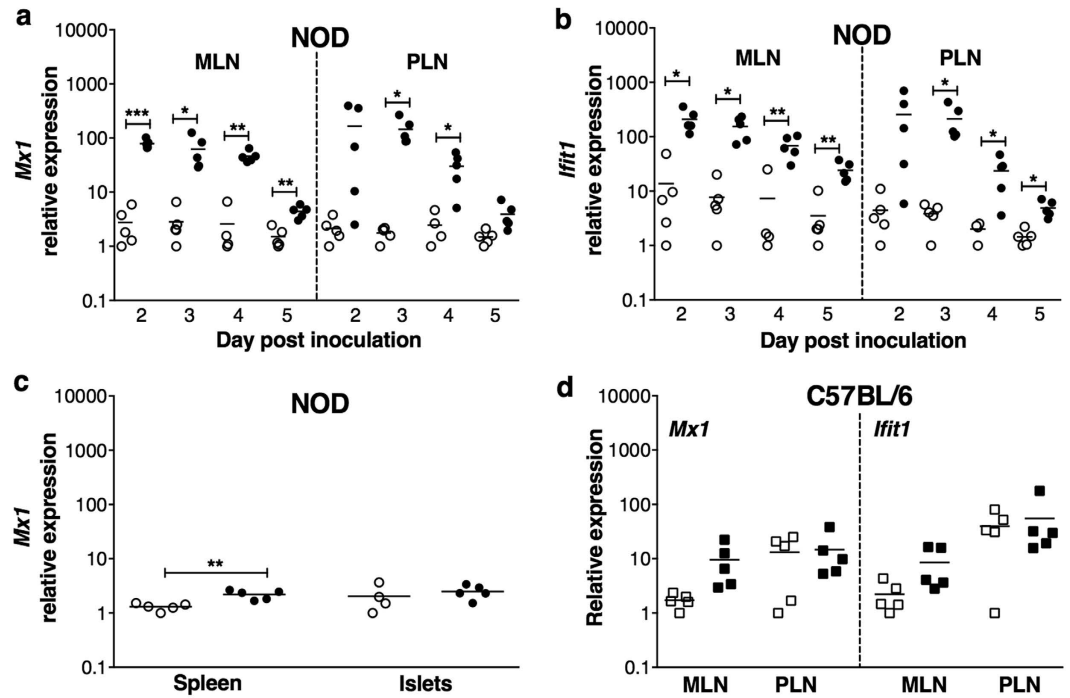 a
NOD
MLN
PLN
Mx1
relative expression
10000
1000
100
10
1
0.1
***
*
**
**
*
*
2 3 4 5 2 3 4 5
Day post inoculation
b
NOD
MLN
PLN
Ifit1
relative expression
10000
1000
100
10
1
0.1
*
*
**
**
*
*
*
2 3 4 5 2 3 4 5
Day post inoculation
c
NOD
Mx1
relative expression
10000
1000
100
10
1
0.1
**
Spleen Islets
d
C57BL/6
Mx1 Ifit1
Relative expression
10000
1000
100
10
1
0.1
MLN PLN MLN PLN